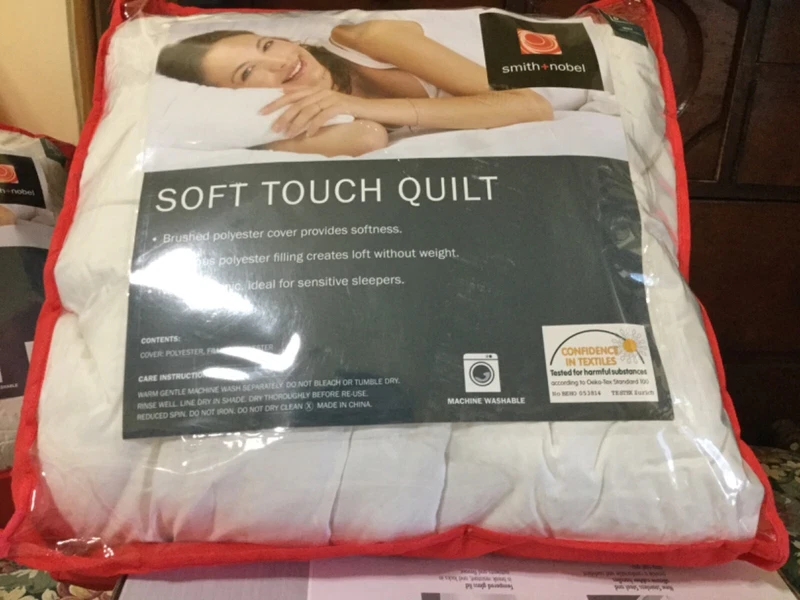 smith+nobel
SOFT TOUCH QUILT
• Brushed polyester cover provides softness.
polyester filling creates loft without weight.
ideal for sensitive sleepers.
CONTENTS:
COVER: POLYESTER,
CARE INSTRUCTIO
WARM GENTLE MACHINE WASH SEPARATELY. DO NOT BLEACH OR TUMBLE DRY.
RINSE WELL. LINE DRY IN SHADE. DRY THOROUGHLY BEFORE RE-USE.
REDUCED SPIN. DO NOT IRON. DO NOT DRY CLEAN Ⓧ MADE IN CHINA.
MACHINE WASHABLE
CONFIDENCE
IN TEXTILES
Tested for harmful substances
according to Oeko-Tex Standard 100
TESTEX Zurich
nobel